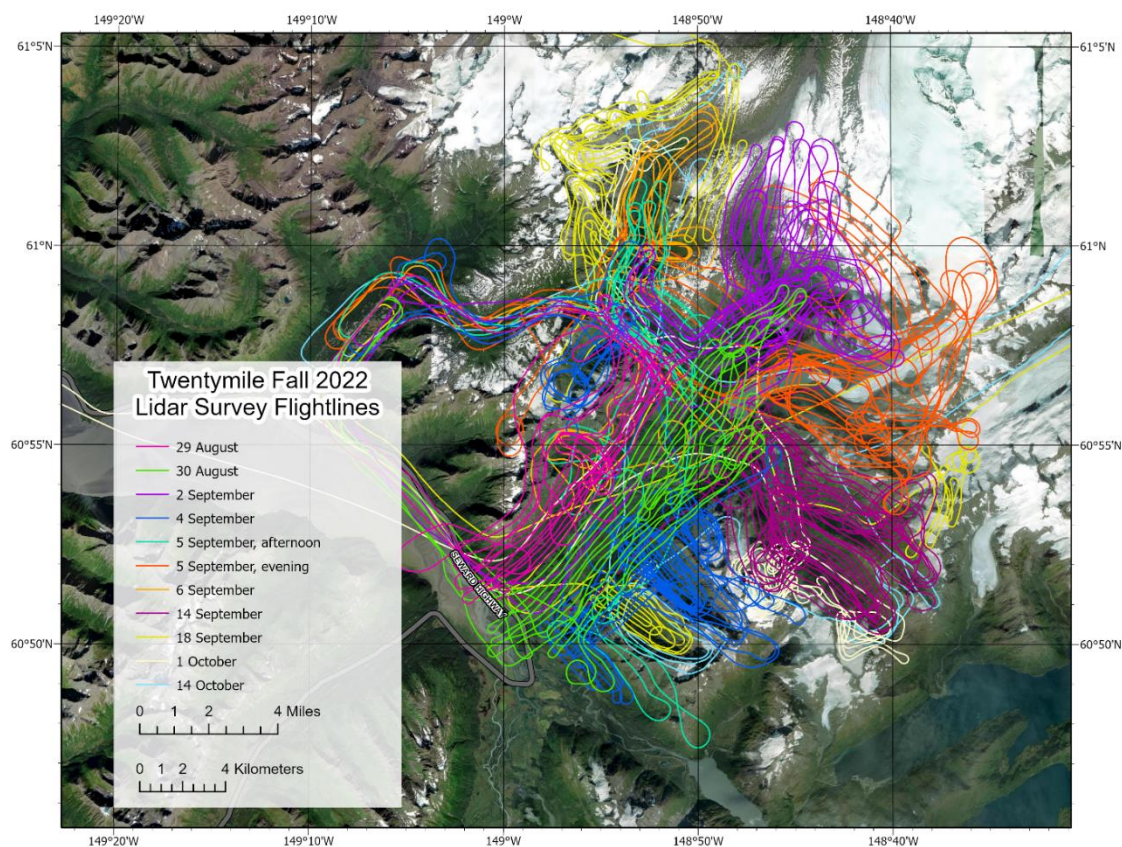 149°20'W 149°10'W 149°W 148°50'W 148°40'W
61°5'N 61°5'N
61°N 61°N
Twentymile Fall 2022
Lidar Survey Flightlines
60°55'N 60°55'N
29 August
30 August
2 September
4 September
5 September, afternoon
5 September, evening
6 September
14 September
18 September
1 October
14 October
SEWARD HIGHWAY
60°50'N 60°50'N
0 1 2 4 Miles
0 1 2 4 Kilometers
149°20'W 149°10'W 149°W 148°50'W 148°40'W